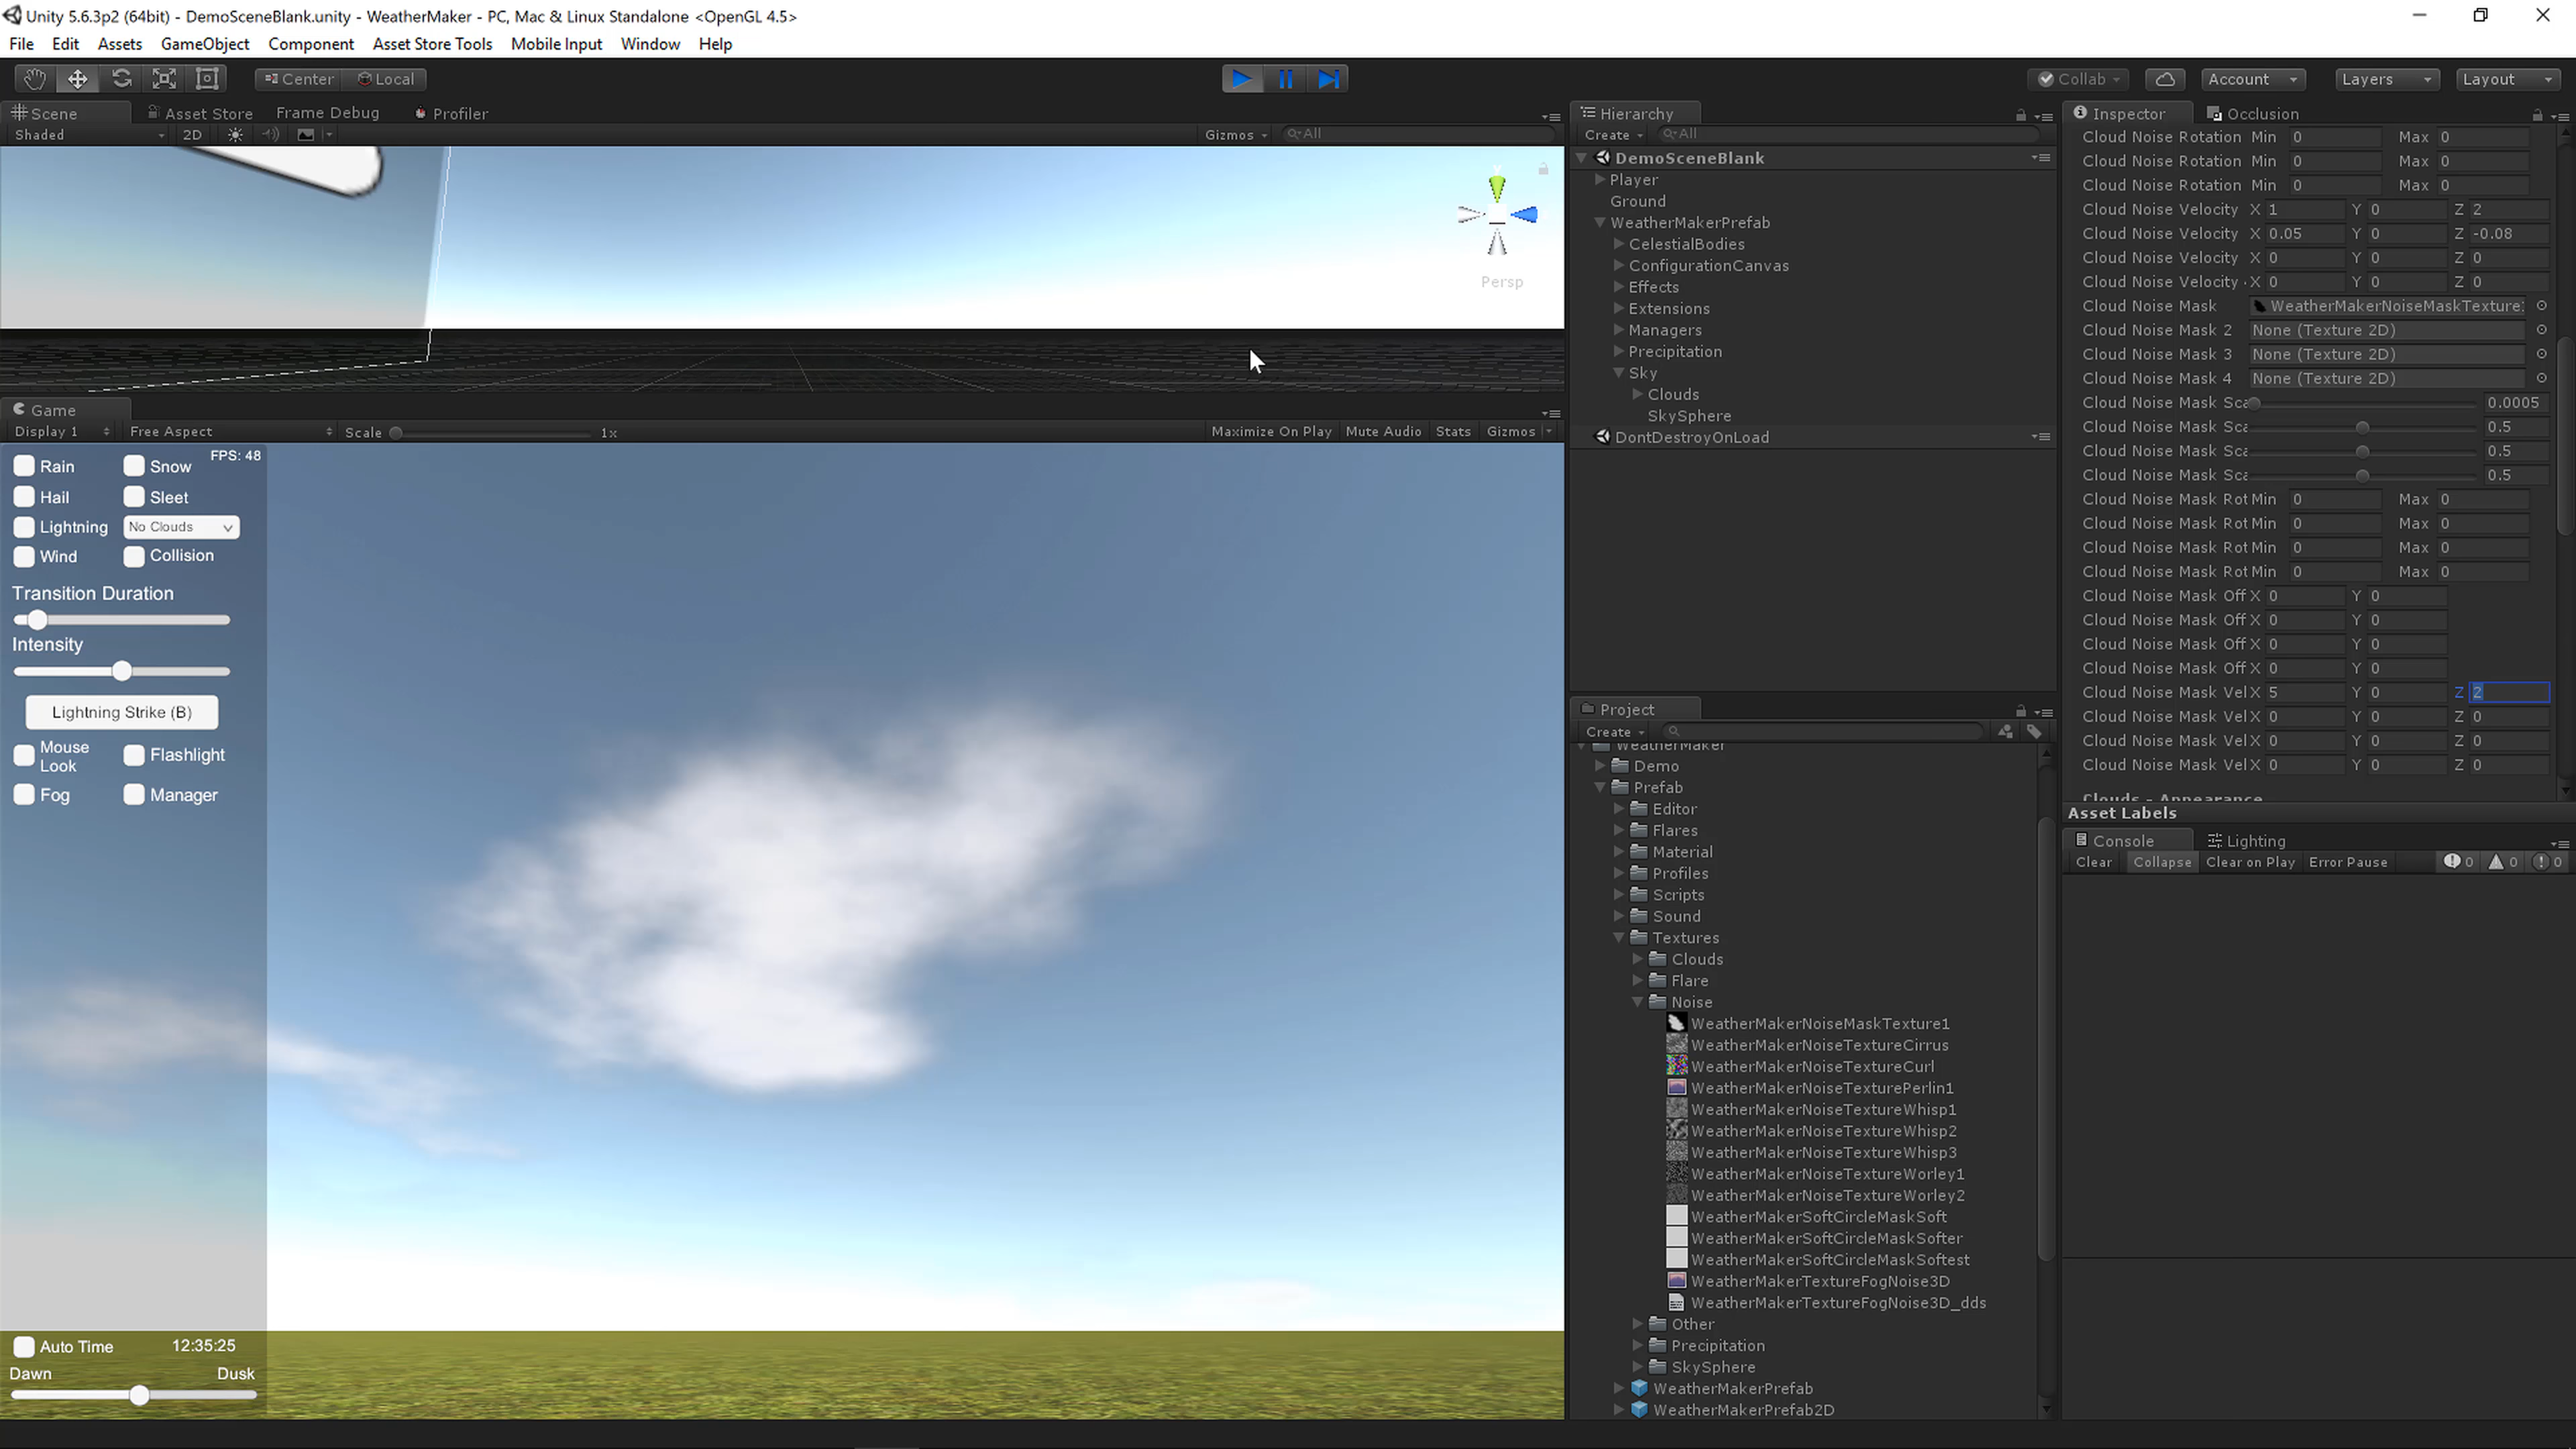 Unity 5.6.3p2 (64bit) - DemoSceneBlank.unity - WeatherMaker - PC, Mac & Linux Standalone <OpenGL 4.5>
File Edit Assets GameObject Component Asset Store Tools Mobile Input Window Help
Center Local
Collab Account Layers Layout
Scene Asset Store Frame Debug Profiler
Shaded 2D Gizmos All
Persp
Game
Display 1 Free Aspect Scale 1x Maximize On Play Mute Audio Stats Gizmos
FPS: 48
Rain Snow
Hail Sleet
Lightning No Clouds
Wind Collision
Transition Duration
Intensity
Lightning Strike (B)
Mouse Look Flashlight
Fog Manager
Auto Time 12:35:25
Dawn Dusk
Hierarchy
Create All
DemoSceneBlank
Player
Ground
WeatherMakerPrefab
CelestialBodies
ConfigurationCanvas
Effects
Extensions
Managers
Precipitation
Sky
Clouds
SkySphere
DontDestroyOnLoad
Project
Create
WeatherMaker
Demo
Prefab
Editor
Flares
Material
Profiles
Scripts
Sound
Textures
Clouds
Flare
Noise
WeatherMakerNoiseMaskTexture1
WeatherMakerNoiseTextureCirrus
WeatherMakerNoiseTextureCurl
WeatherMakerNoiseTexturePerlin1
WeatherMakerNoiseTextureWhisp1
WeatherMakerNoiseTextureWhisp2
WeatherMakerNoiseTextureWhisp3
WeatherMakerNoiseTextureWorley1
WeatherMakerNoiseTextureWorley2
WeatherMakerSoftCircleMaskSoft
WeatherMakerSoftCircleMaskSofter
WeatherMakerSoftCircleMaskSoftest
WeatherMakerTextureFogNoise3D
WeatherMakerTextureFogNoise3D_dds
Other
Precipitation
SkySphere
WeatherMakerPrefab
WeatherMakerPrefab2D
Inspector Occlusion
Cloud Noise Rotation Min 0 Max 0
Cloud Noise Rotation Min 0 Max 0
Cloud Noise Rotation Min 0 Max 0
Cloud Noise Velocity X 1 Y 0 Z 2
Cloud Noise Velocity X 0.05 Y 0 Z -0.08
Cloud Noise Velocity X 0 Y 0 Z 0
Cloud Noise Velocity X 0 Y 0 Z 0
Cloud Noise Mask WeatherMakerNoiseMaskTexture:
Cloud Noise Mask 2 None (Texture 2D)
Cloud Noise Mask 3 None (Texture 2D)
Cloud Noise Mask 4 None (Texture 2D)
Cloud Noise Mask Sca 0.0005
Cloud Noise Mask Sca 0.5
Cloud Noise Mask Sca 0.5
Cloud Noise Mask Sca 0.5
Cloud Noise Mask Rot Min 0 Max 0
Cloud Noise Mask Rot Min 0 Max 0
Cloud Noise Mask Rot Min 0 Max 0
Cloud Noise Mask Rot Min 0 Max 0
Cloud Noise Mask Off X 0 Y 0
Cloud Noise Mask Off X 0 Y 0
Cloud Noise Mask Off X 0 Y 0
Cloud Noise Mask Off X 0 Y 0
Cloud Noise Mask Vel X 5 Y 0 Z 2
Cloud Noise Mask Vel X 0 Y 0 Z 0
Cloud Noise Mask Vel X 0 Y 0 Z 0
Cloud Noise Mask Vel X 0 Y 0 Z 0
Clouds - Appearance
Asset Labels
Console Lighting
Clear Collapse Clear on Play Error Pause 0 0 0